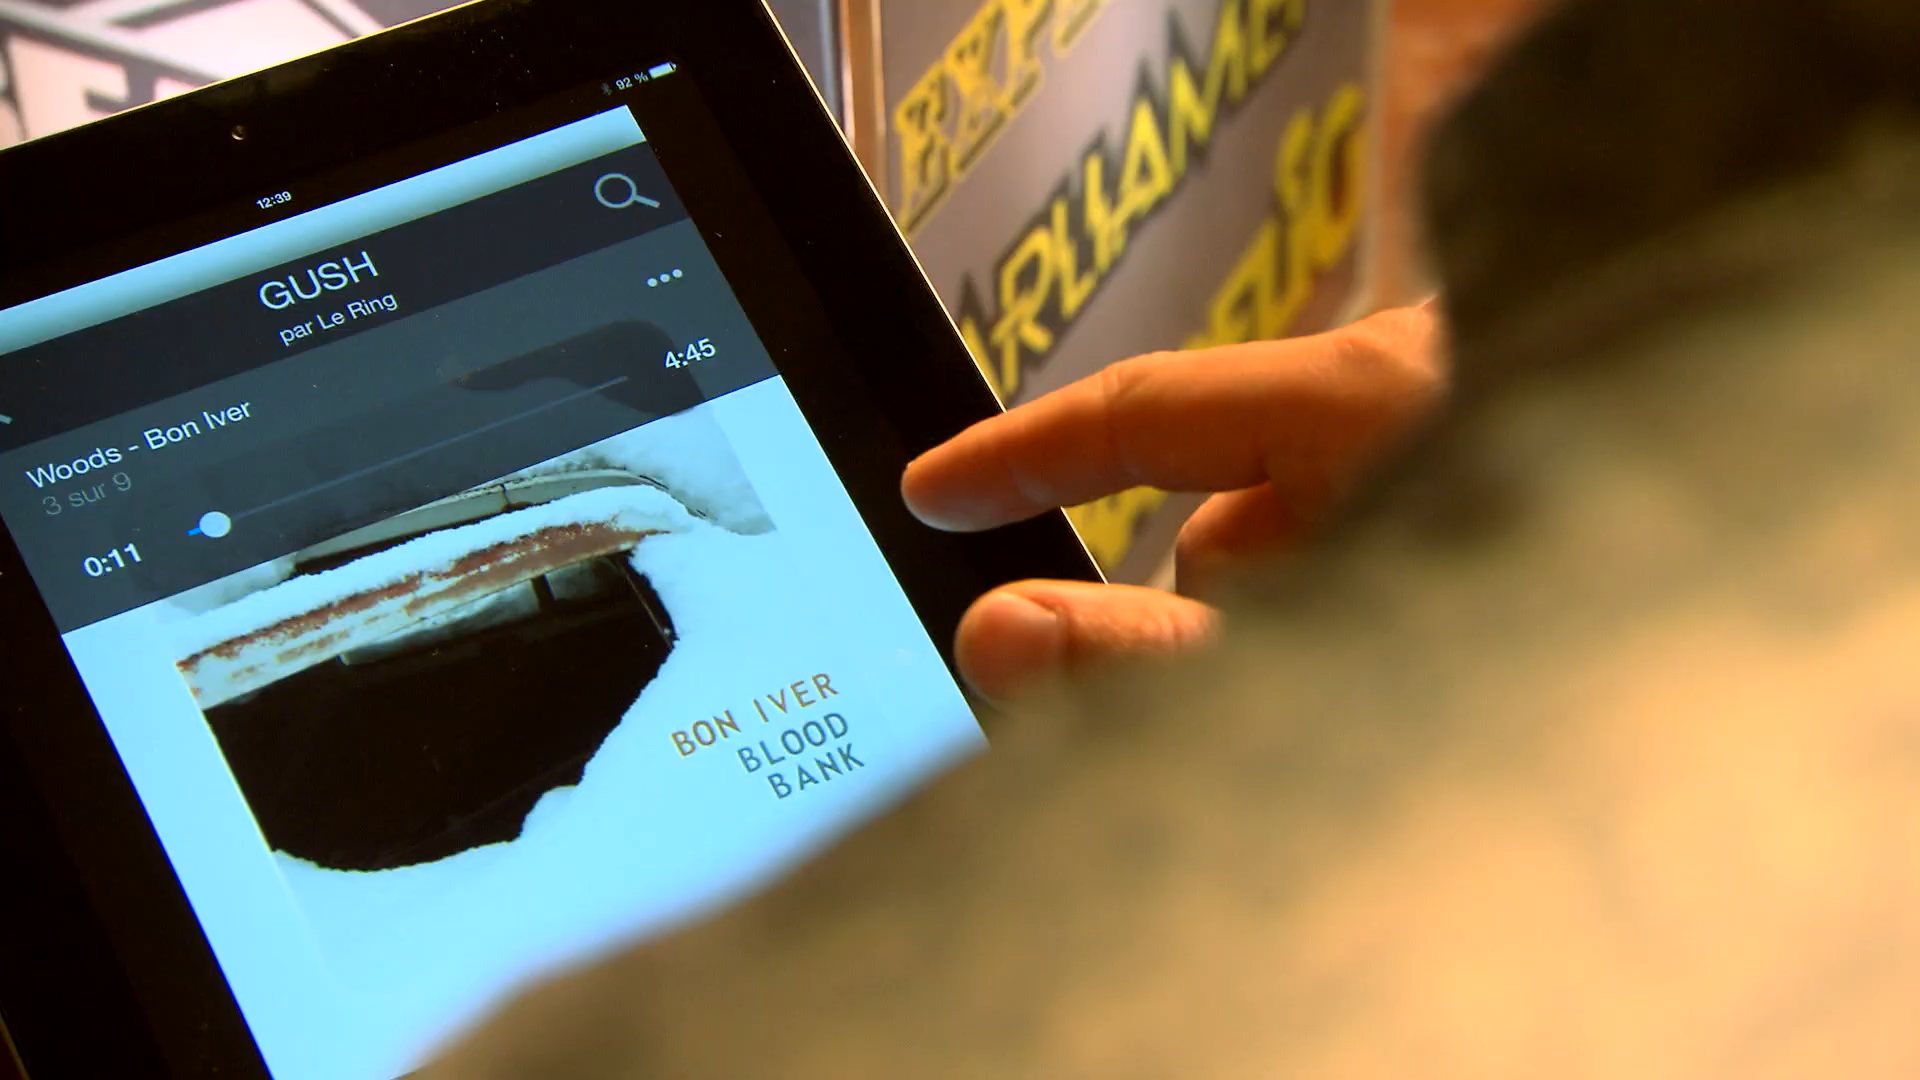 92 %
12:39
GUSH
par Le Ring
4:45
Woods - Bon Iver
3 sur 9
0:11
BON IVER
BLOOD
BANK